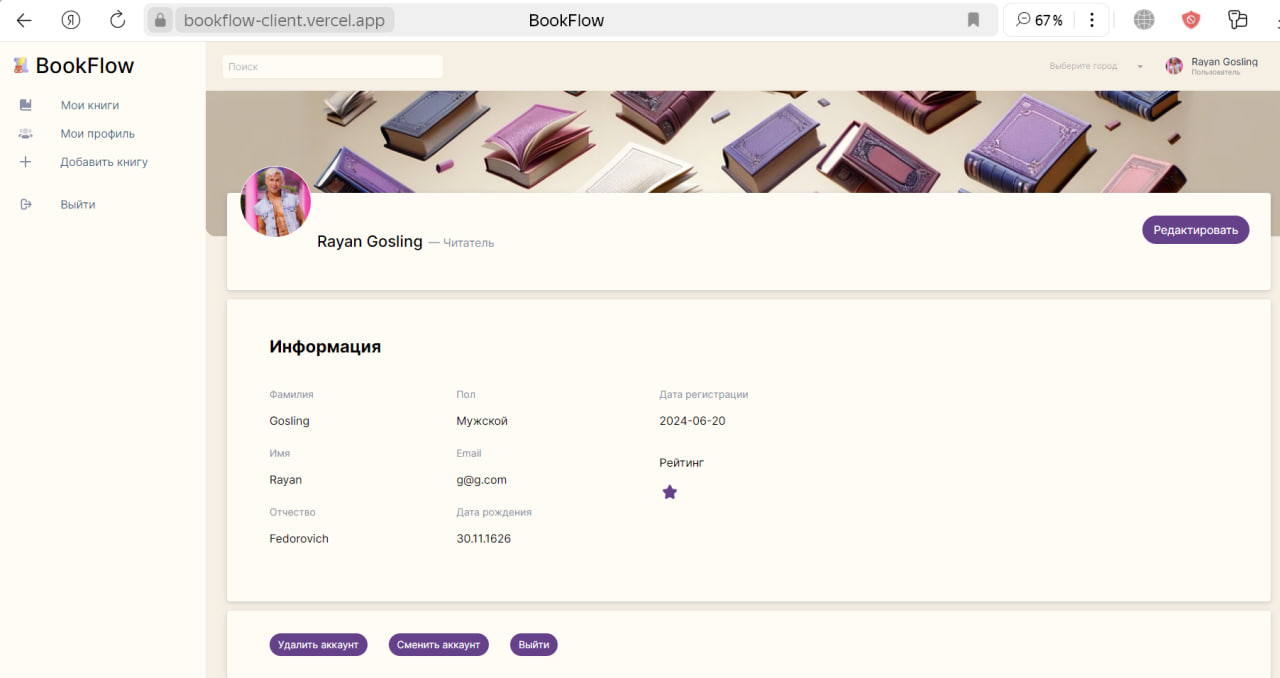 Я
bookflow-client.vercel.app
BookFlow
67%
BookFlow
Поиск
Выберите город
Rayan Gosling
Пользователь
Мои книги
Мои профиль
Добавить книгу
Выйти
Rayan Gosling — Читатель
Редактировать
Информация
Фамилия
Пол
Дата регистрации
Gosling
Мужской
2024-06-20
Имя
Email
Рейтинг
Rayan
g@g.com
Отчество
Дата рождения
Fedorovich
30.11.1626
Удалить аккаунт
Сменить аккаунт
Выйти